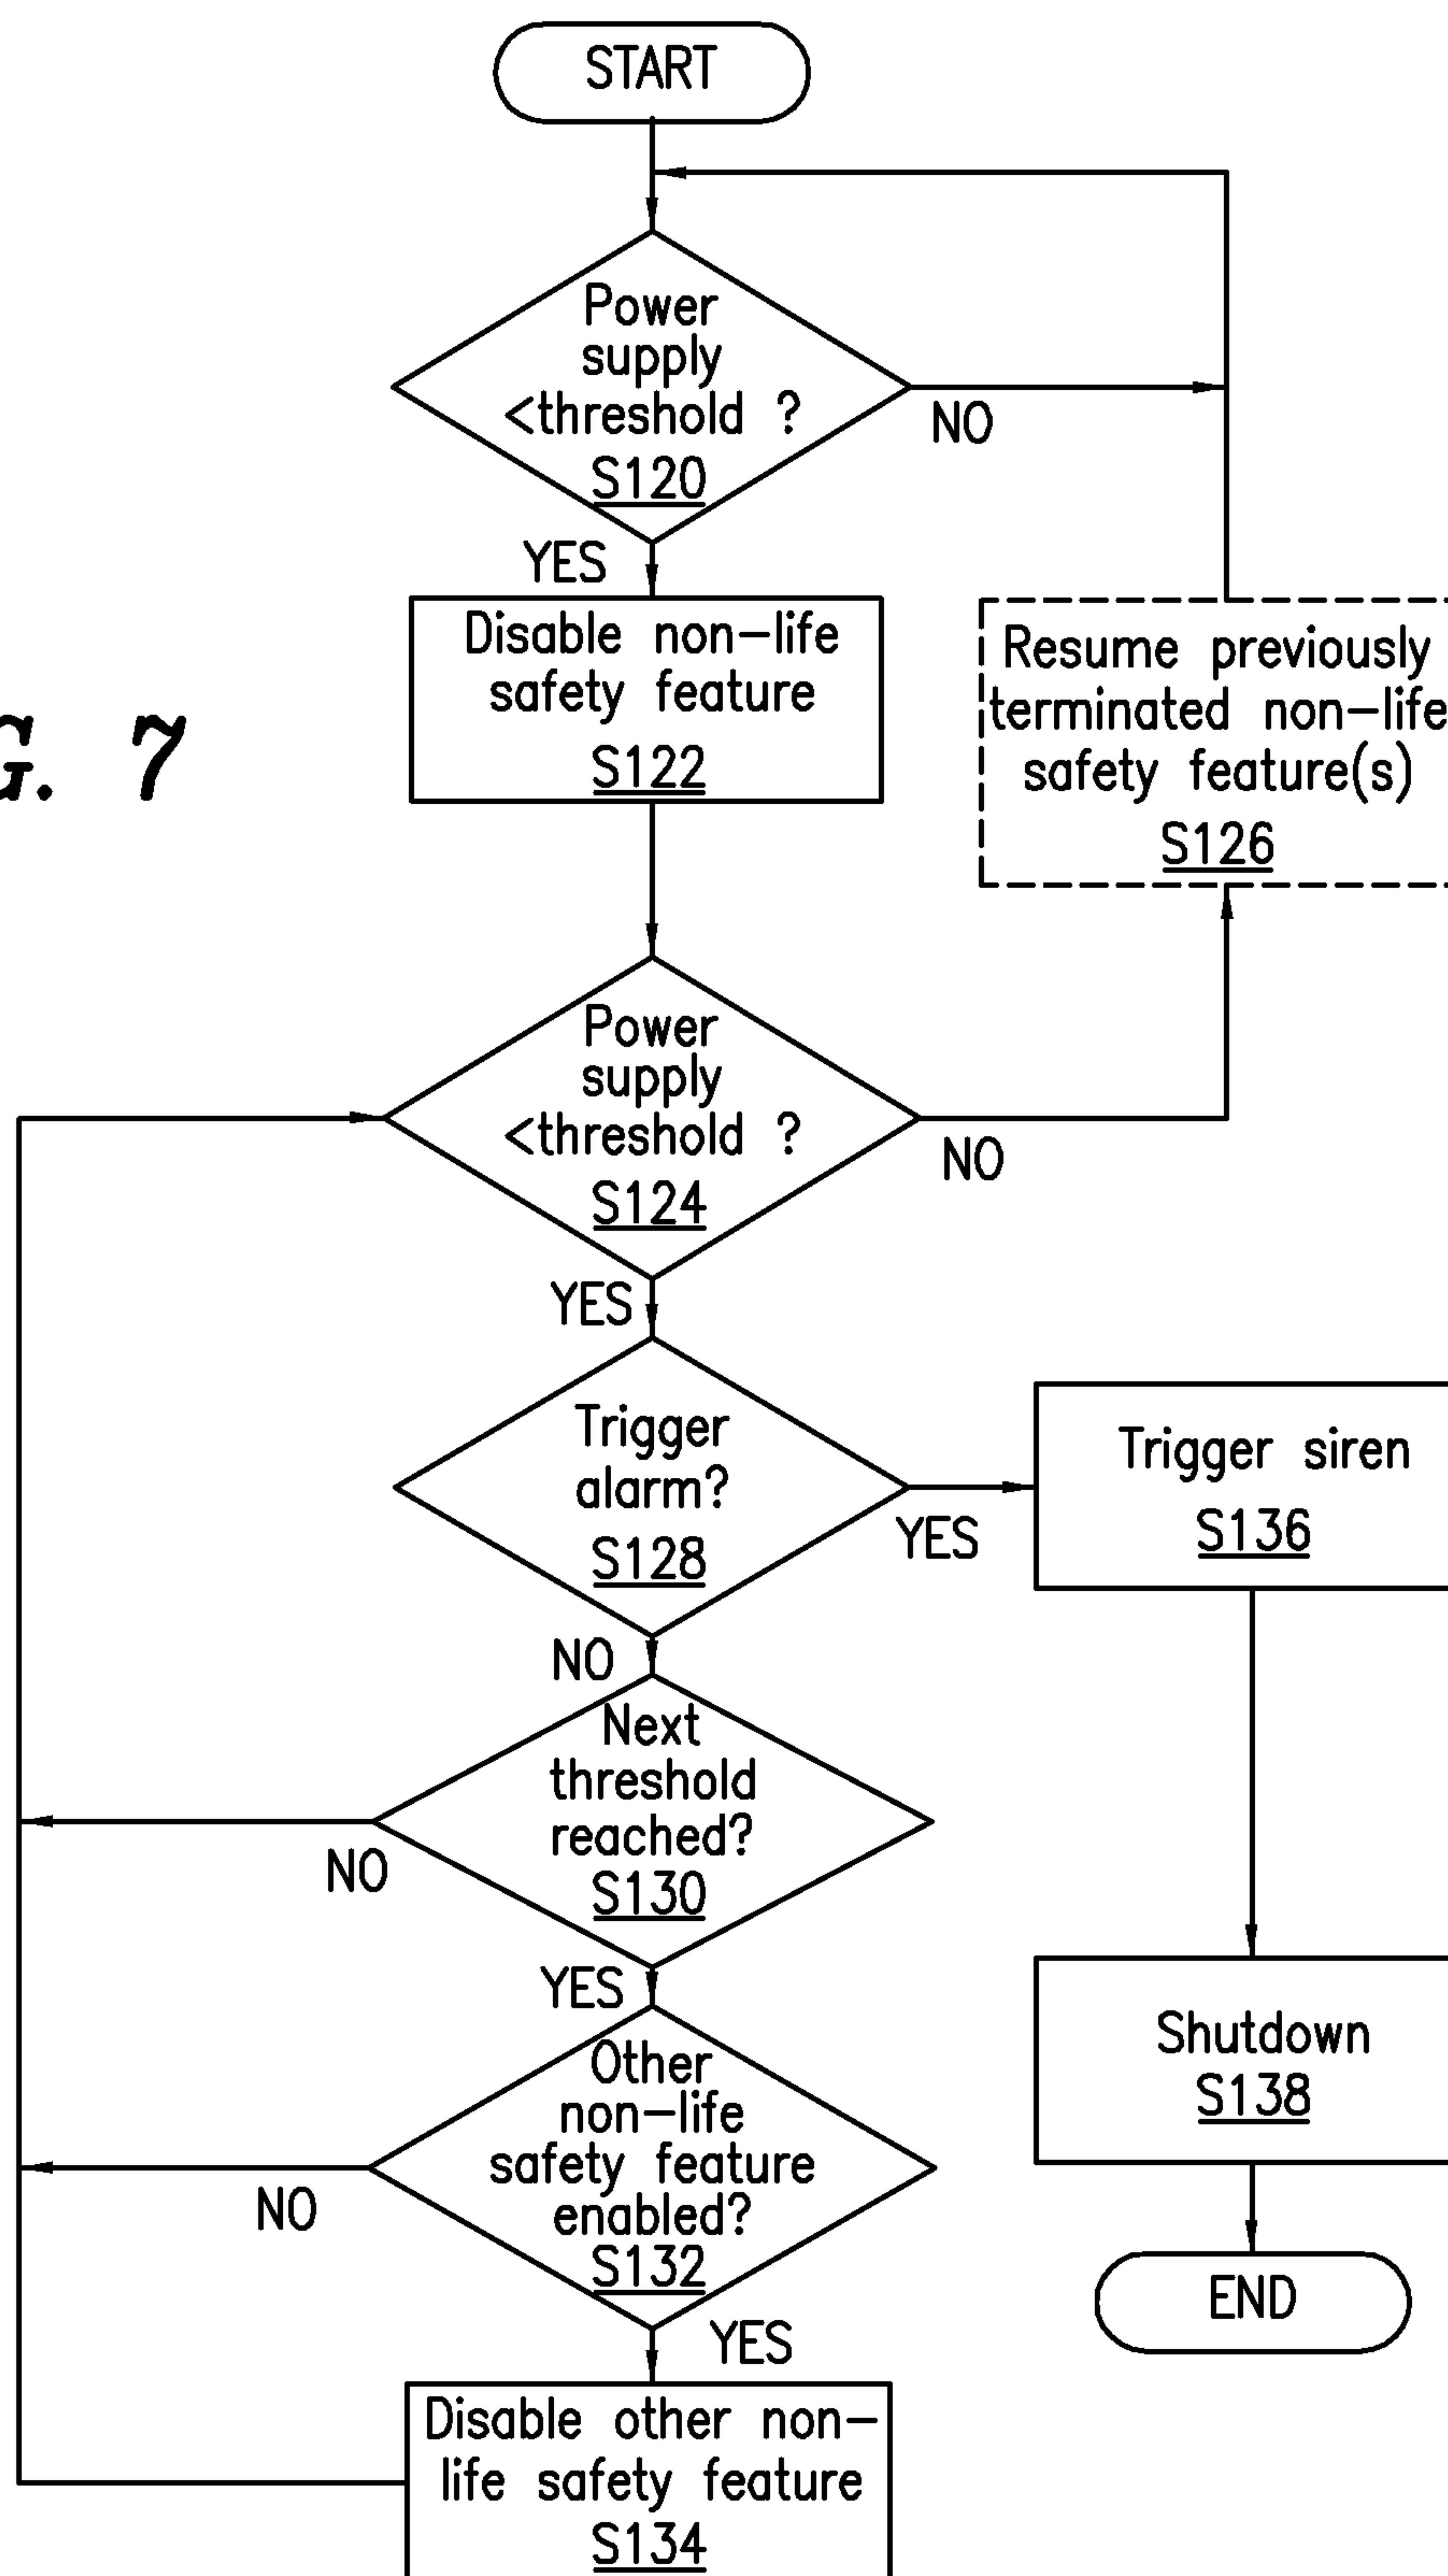 START
Power
supply
<threshold ?
S120
NO
YES
Disable non-life
safety feature
S122
Resume previously
terminated non-life
safety feature(s)
S126
G. 7
Power
supply
<threshold ?
S124
NO
YES
Trigger
alarm?
S128
YES
Trigger siren
S136
NO
Next
threshold
reached?
S130
NO
YES
Shutdown
S138
Other
non-life
safety feature
enabled?
S132
NO
YES
END
Disable other non-
life safety feature
S134